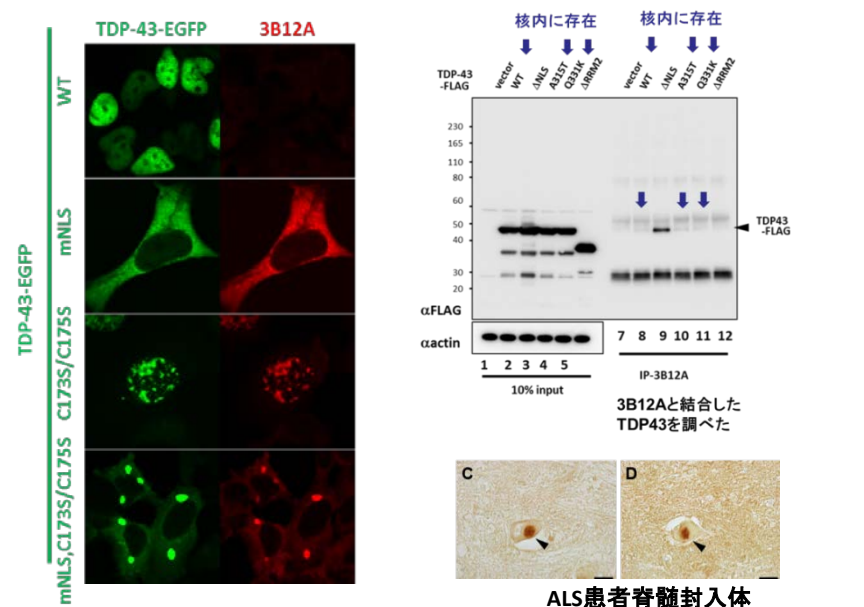 TDP-43-EGFP
3B12A
TDP-43-EGFP
WT
mNLS
C173S/C175S
mNLS,C173S/C175S
核内に存在
核内に存在
TDP-43
-FLAG
vector
WT
ΔNLS
A315T
Q331K
ΔRRM2
vector
WT
ΔNLS
A315T
Q331K
ΔRRM2
230
165
110
80
60
50
40
30
20
TDP43
-FLAG
αFLAG
αactin
1 2 3 4 5
7 8 9 10 11 12
10% input
IP-3B12A
3B12Aと結合した
TDP43を調べた
C
D
ALS患者脊髄封入体